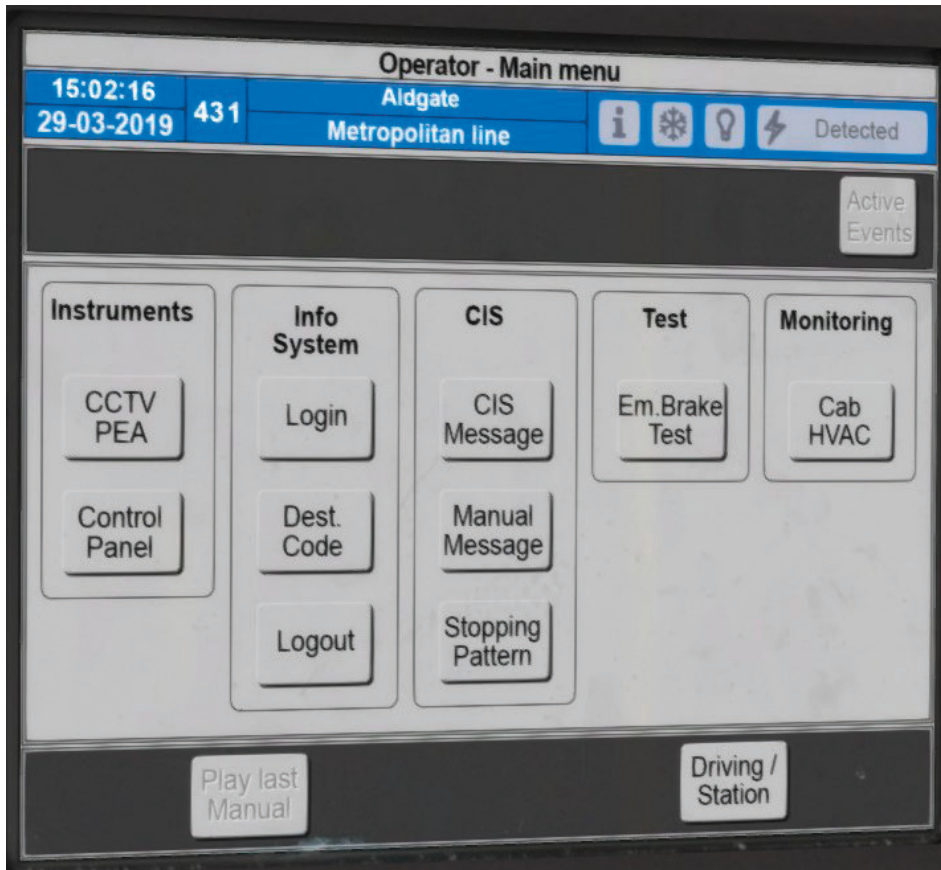 Operator - Main menu
15:02:16
29-03-2019
431
Aldgate
Metropolitan line
Detected
Active
Events
Instruments
CCTV
PEA
Control
Panel
Info
System
Login
Dest.
Code
Logout
CIS
CIS
Message
Manual
Message
Stopping
Pattern
Test
Em.Brake
Test
Monitoring
Cab
HVAC
Play last
Manual
Driving /
Station